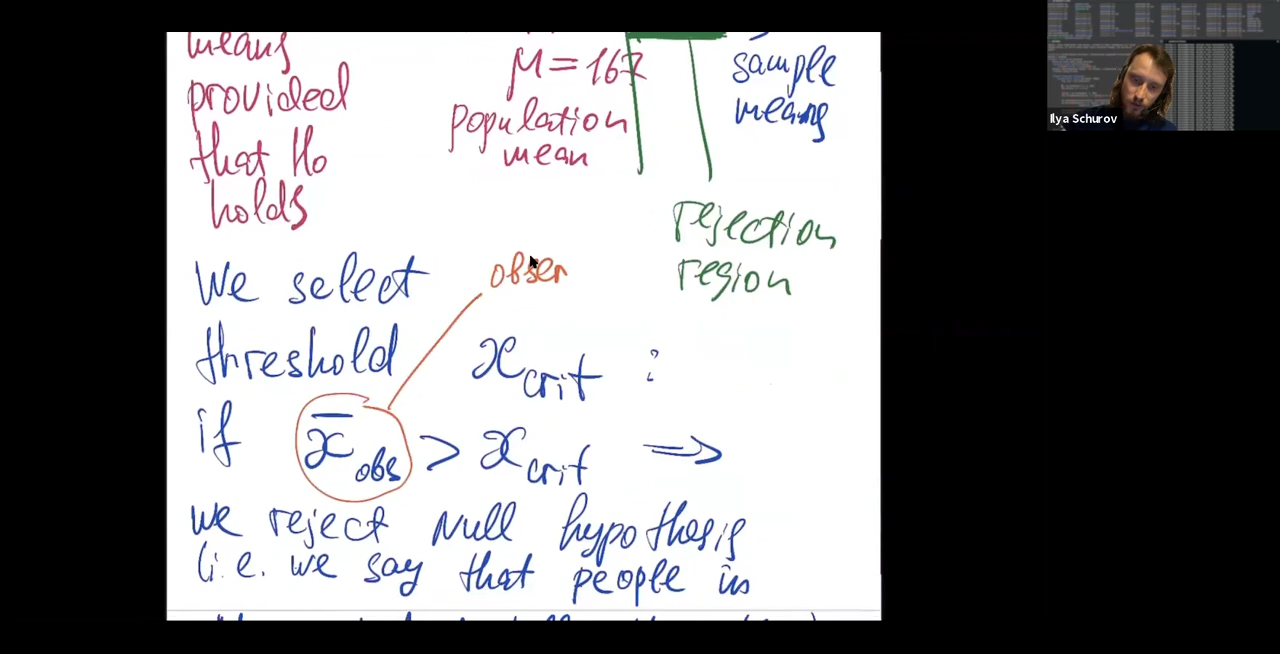 means
provided
that H₀
holds
μ = 167
population
mean
sample
means
rejection
region
We select
threshold x_crit :
obser
if x̄_obs > x_crit ⇒
we reject Null hypothesis
(i.e. we say that people in
Ilya Schurov